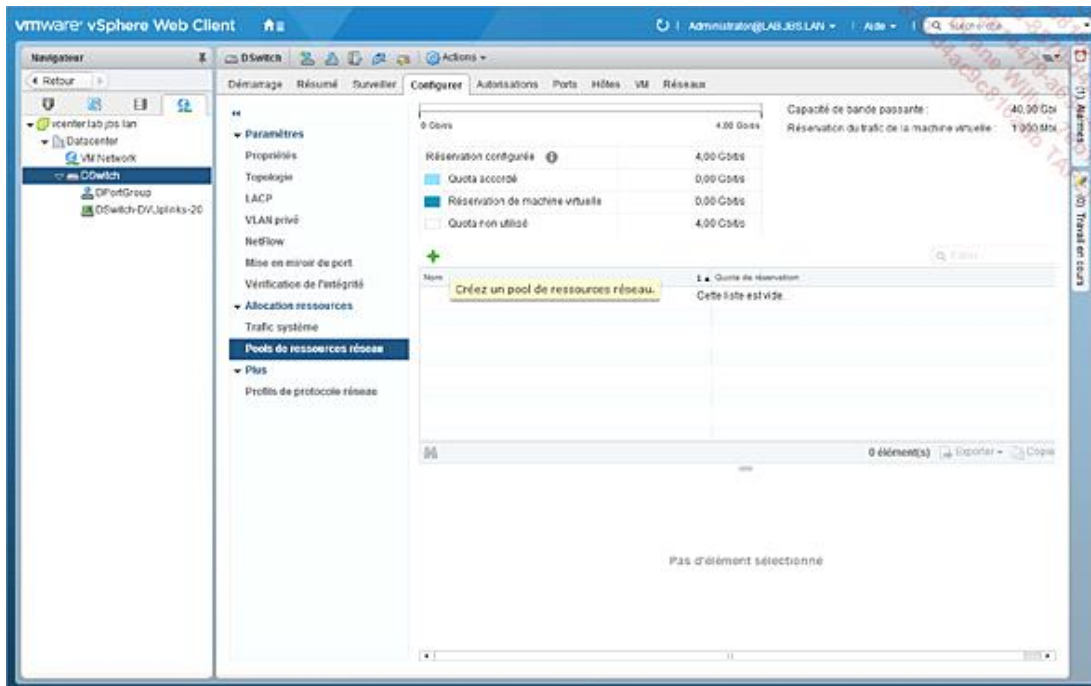 vmware® vSphere Web Client
Administrator@LAB.JBS.LAN
Aide
Navigateur
DSwitch
Actions
Retour
Démarrage Résumé Surveiller Configurer Autorisations Ports Hôtes VM Réseaux
vcenter.lab.jbs.lan
Datacenter
VM Network
DSwitch
DPortGroup
DSwitch-DVUplinks-20
Paramètres
Propriétés
Topologie
LACP
VLAN privé
NetFlow
Mise en miroir de port
Vérification de l'intégrité
Allocation ressources
Trafic système
Pools de ressources réseau
Plus
Profils de protocole réseau
0 Gbit/s
4,00 Gbit/s
Capacité de bande passante :
40,00 Gbi
Réservation du trafic de la machine virtuelle :
1 000 Mbi
Réservation configurée
4,00 Gbit/s
Quota accordé
0,00 Gbit/s
Réservation de machine virtuelle
0,00 Gbit/s
Quota non utilisé
4,00 Gbit/s
Nom
1 ▲ Quota de réservation
Créez un pool de ressources réseau.
Cette liste est vide.
0 élément(s)
Exporter
Copie
Pas d'élément sélectionné
Alarmes
(0) Travail en cours